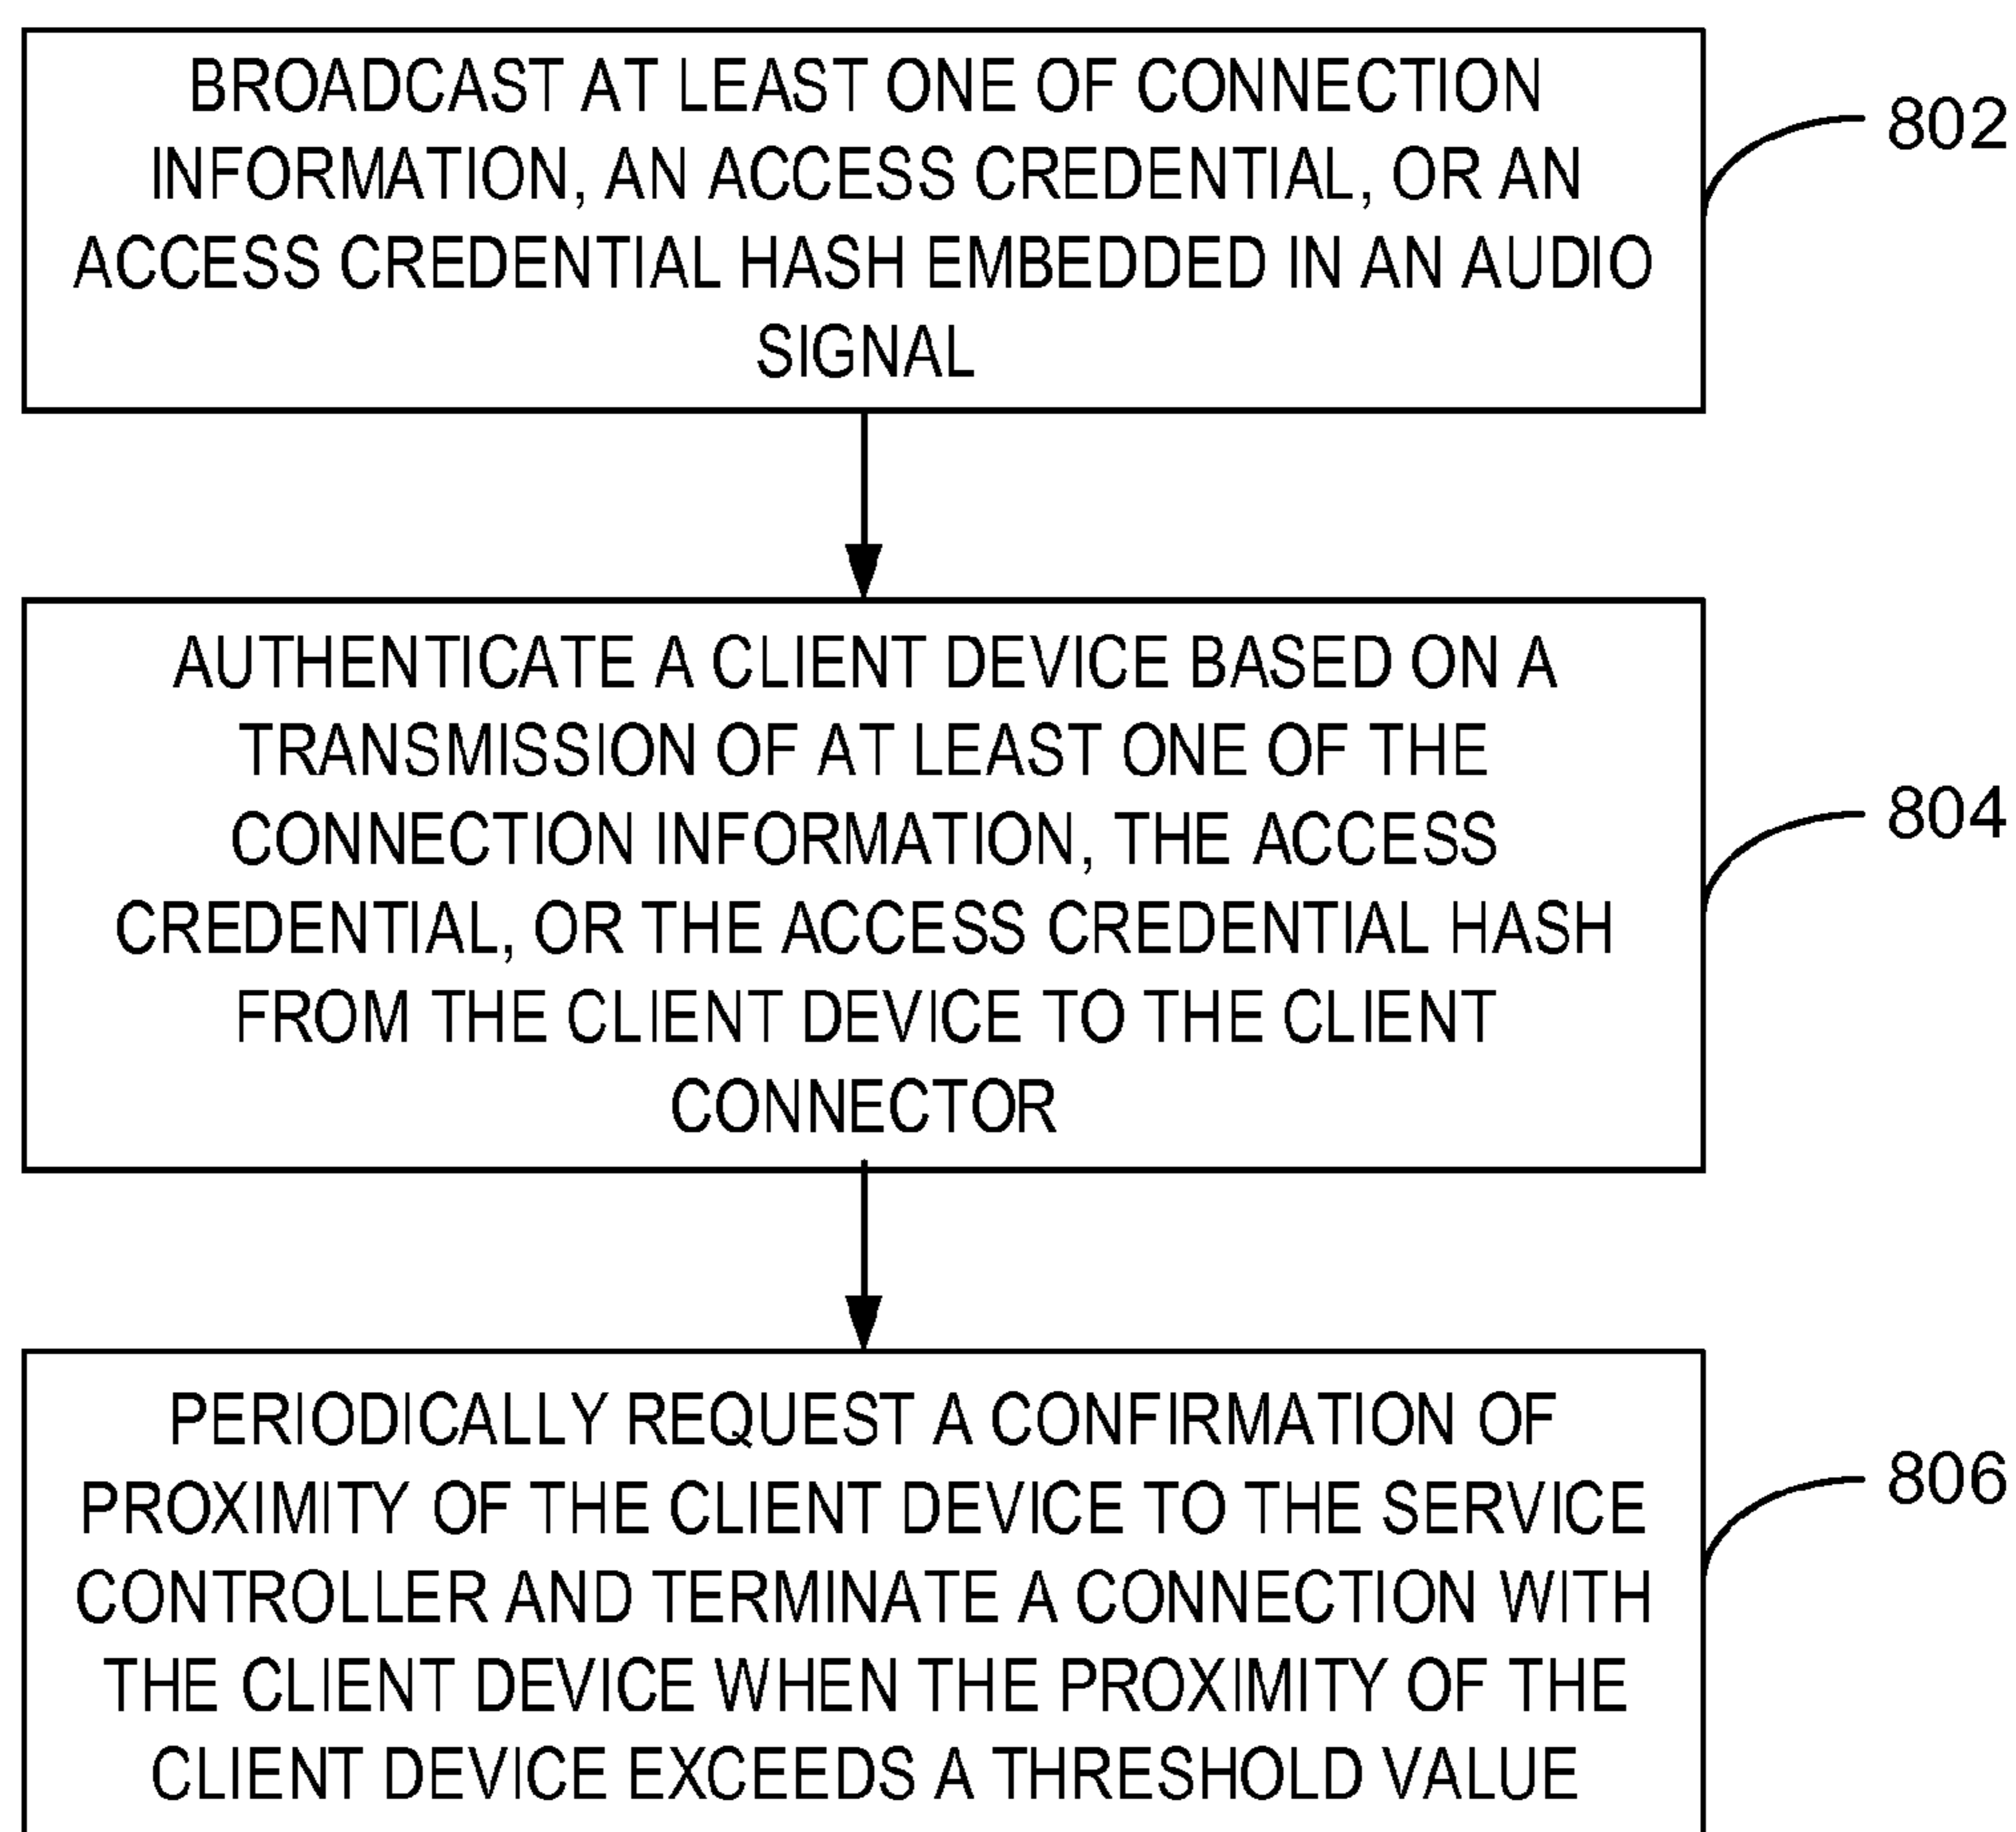 BROADCAST AT LEAST ONE OF CONNECTION
INFORMATION, AN ACCESS CREDENTIAL, OR AN
ACCESS CREDENTIAL HASH EMBEDDED IN AN AUDIO
SIGNAL
802
AUTHENTICATE A CLIENT DEVICE BASED ON A
TRANSMISSION OF AT LEAST ONE OF THE
CONNECTION INFORMATION, THE ACCESS
CREDENTIAL, OR THE ACCESS CREDENTIAL HASH
FROM THE CLIENT DEVICE TO THE CLIENT
CONNECTOR
804
PERIODICALLY REQUEST A CONFIRMATION OF
PROXIMITY OF THE CLIENT DEVICE TO THE SERVICE
CONTROLLER AND TERMINATE A CONNECTION WITH
THE CLIENT DEVICE WHEN THE PROXIMITY OF THE
CLIENT DEVICE EXCEEDS A THRESHOLD VALUE
806